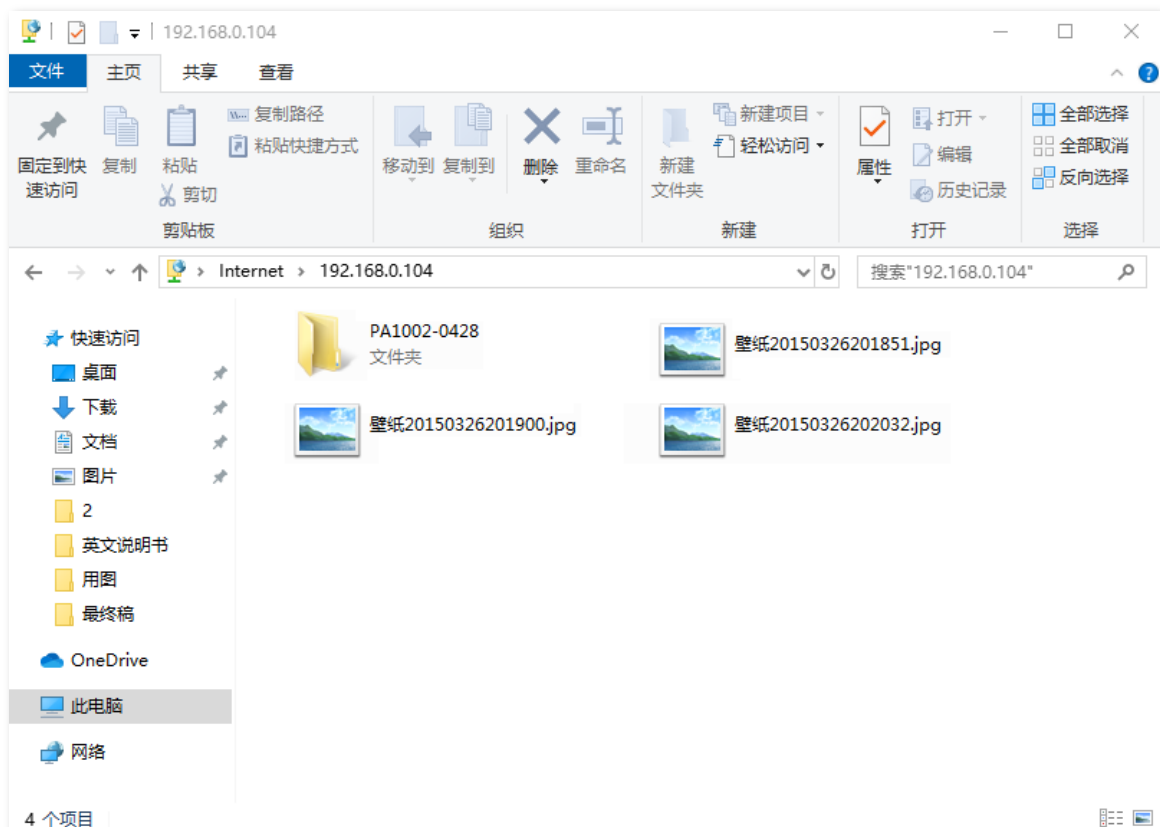 192.168.0.104
文件 主页 共享 查看
固定到快速访问
复制
粘贴
复制路径
粘贴快捷方式
剪切
剪贴板
移动到 复制到 删除 重命名
组织
新建文件夹
新建项目
轻松访问
新建
属性
打开
编辑
历史记录
打开
全部选择
全部取消
反向选择
选择
Internet > 192.168.0.104
搜索"192.168.0.104"
快速访问
桌面
下载
文档
图片
2
英文说明书
用图
最终稿
OneDrive
此电脑
网络
PA1002-0428
文件夹
壁纸20150326201851.jpg
壁纸20150326201900.jpg
壁纸20150326202032.jpg
4 个项目